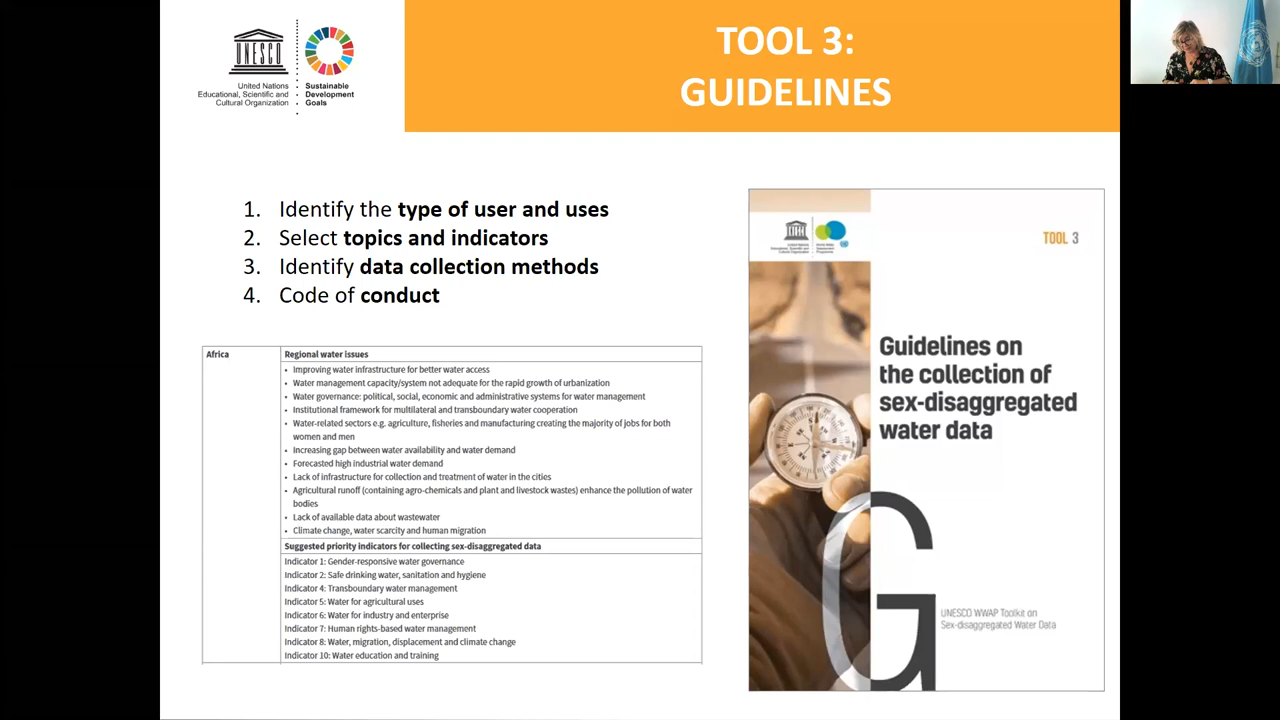 UNESCO
United Nations
Educational, Scientific and
Cultural Organization
Sustainable
Development
Goals
TOOL 3:
GUIDELINES
1. Identify the type of user and uses
2. Select topics and indicators
3. Identify data collection methods
4. Code of conduct
Africa
Regional water issues
• Improving water infrastructure for better water access
• Water management capacity/system not adequate for the rapid growth of urbanization
• Water governance: political, social, economic and administrative systems for water management
• Institutional framework for multilateral and transboundary water cooperation
• Water-related sectors e.g. agriculture, fisheries and manufacturing creating the majority of jobs for both
women and men
• Increasing gap between water availability and water demand
• Forecasted high industrial water demand
• Lack of infrastructure for collection and treatment of water in the cities
• Agricultural runoff (containing agro-chemicals and plant and livestock wastes) enhance the pollution of water
bodies
• Lack of available data about wastewater
• Climate change, water scarcity and human migration
Suggested priority indicators for collecting sex-disaggregated data
Indicator 1: Gender-responsive water governance
Indicator 2: Safe drinking water, sanitation and hygiene
Indicator 4: Transboundary water management
Indicator 5: Water for agricultural uses
Indicator 6: Water for industry and enterprise
Indicator 7: Human rights-based water management
Indicator 8: Water, migration, displacement and climate change
Indicator 10: Water education and training
TOOL 3
Guidelines on
the collection of
sex-disaggregated
water data
G
UNESCO WWAP Toolkit on
Sex-disaggregated Water Data